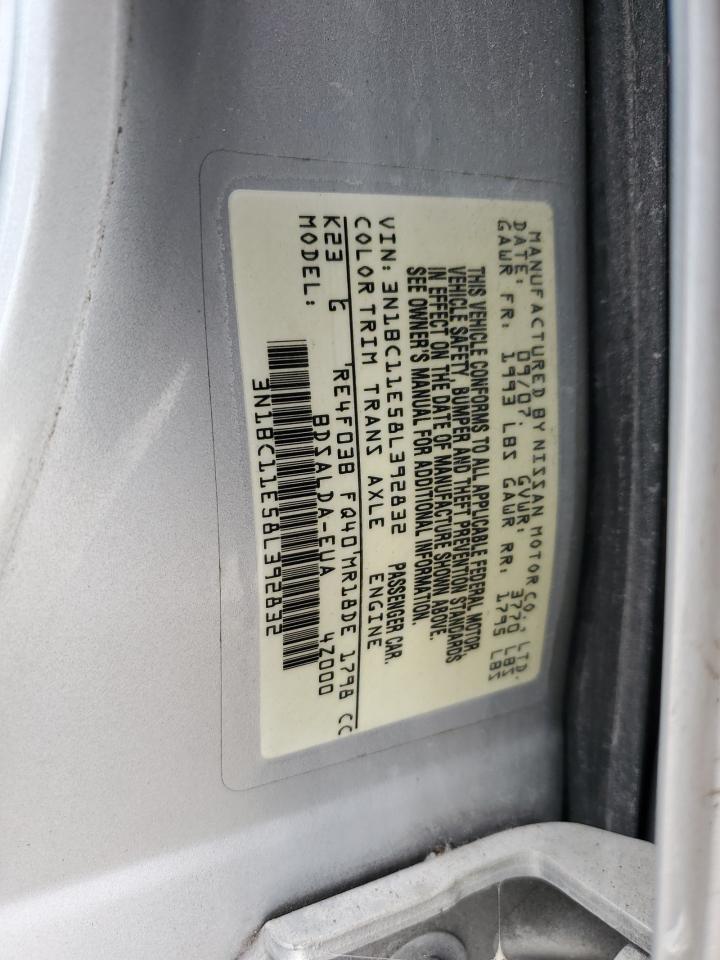 MANUFACTURED BY NISSAN MOTOR CO., LTD.
DATE: 09/07. GVWR: 3770 LBS
GAWR FR: 1993 LBS GAWR RR: 1795 LBS
THIS VEHICLE CONFORMS TO ALL APPLICABLE FEDERAL MOTOR
VEHICLE SAFETY, BUMPER AND THEFT PREVENTION STANDARDS
IN EFFECT ON THE DATE OF MANUFACTURE SHOWN ABOVE.
SEE OWNER'S MANUAL FOR ADDITIONAL INFORMATION.
VIN: 3N1BC11E58L392832 PASSENGER CAR.
COLOR TRIM TRANS AXLE ENGINE
K23 G RE4F03B FQ40 MR18DE 1798 CC
MODEL: BDSALDA-EUA 4Z000
3N1BC11E58L392832